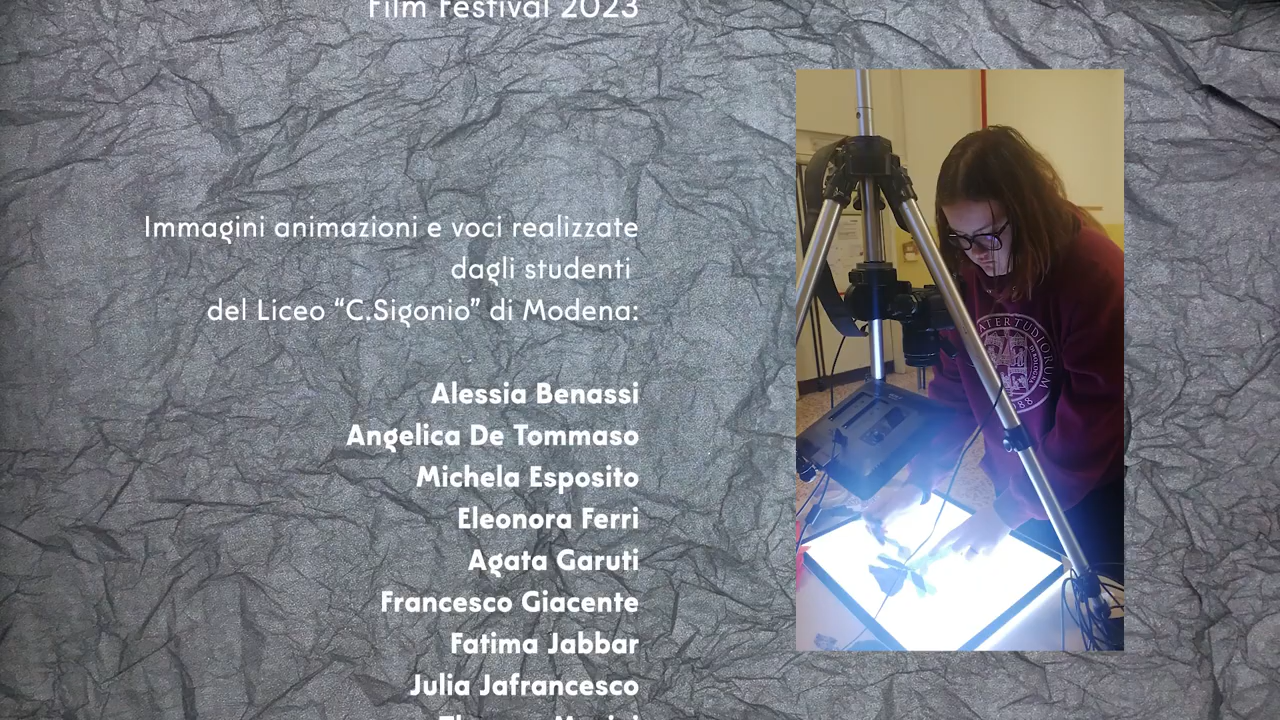 Film Festival 2023
Immagini animazioni e voci realizzate
dagli studenti
del Liceo “C.Sigonio” di Modena:
Alessia Benassi
Angelica De Tommaso
Michela Esposito
Eleonora Ferri
Agata Garuti
Francesco Giacente
Fatima Jabbar
Julia Jafrancesco